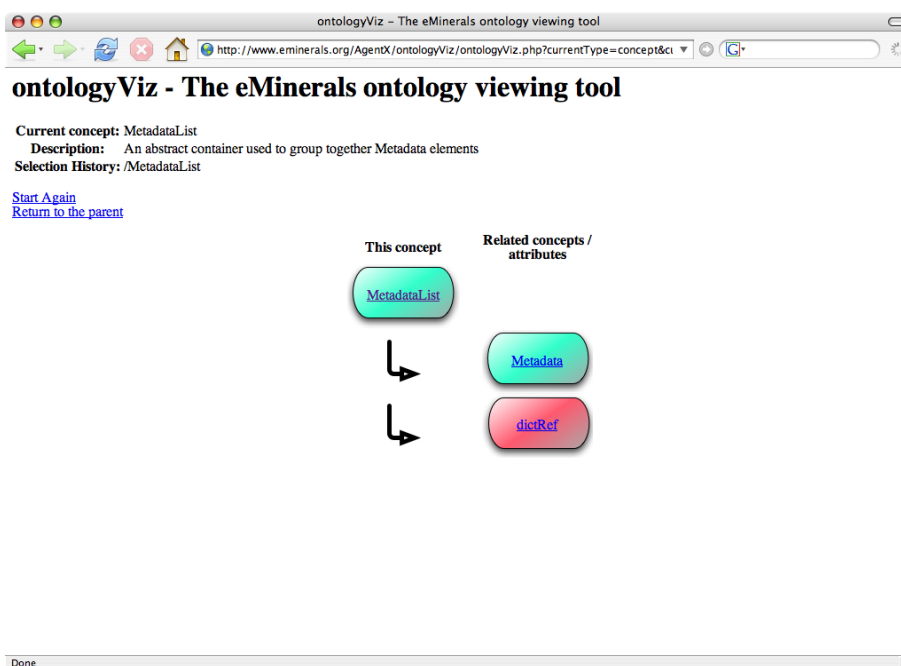 ontologyViz – The eMinerals ontology viewing tool
http://www.eminerals.org/AgentX/ontologyViz/ontologyViz.php?currentType=concept&cu
G
ontologyViz - The eMinerals ontology viewing tool
Current concept: MetadataList
Description: An abstract container used to group together Metadata elements
Selection History: /MetadataList
Start Again
Return to the parent
This concept
Related concepts /
attributes
MetadataList
Metadata
dictRef
Done